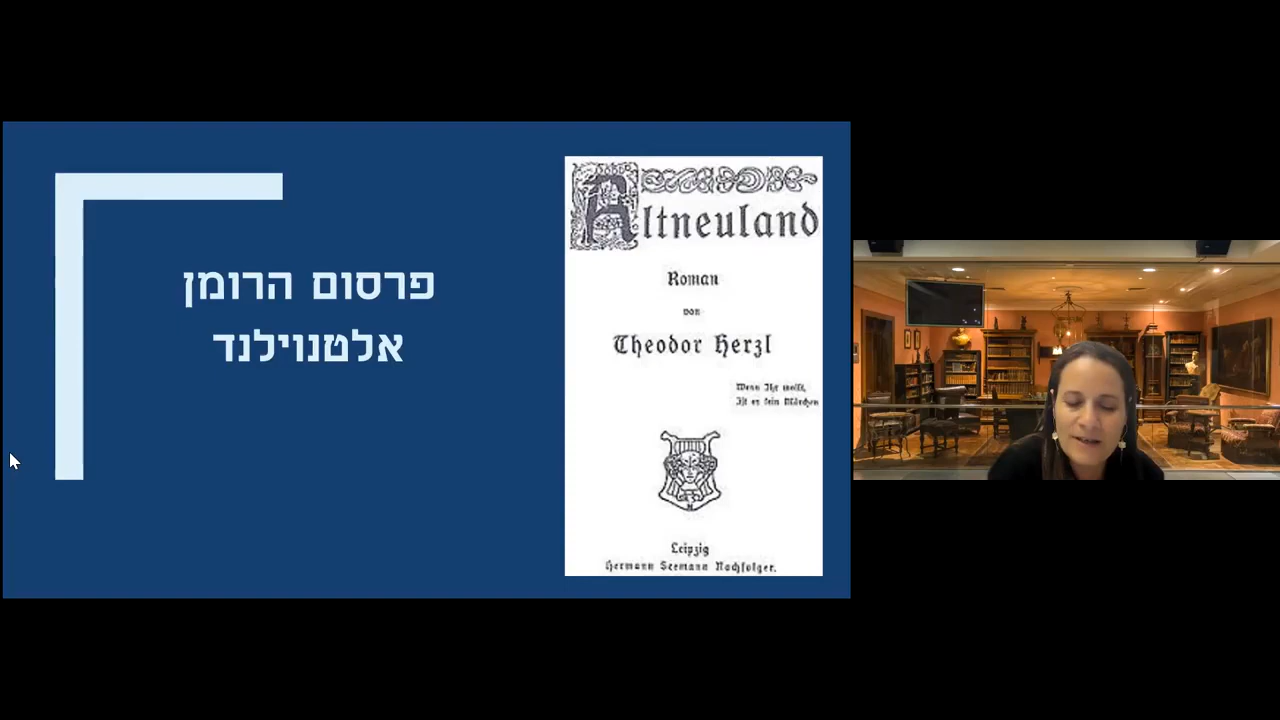 פרסום הרומן
אלטנוילנד
Altneuland
Roman
von
Theodor Herzl
Wenn Ihr wollt,
Ist es kein Märchen
Leipzig
Hermann Seemann Nachfolger.